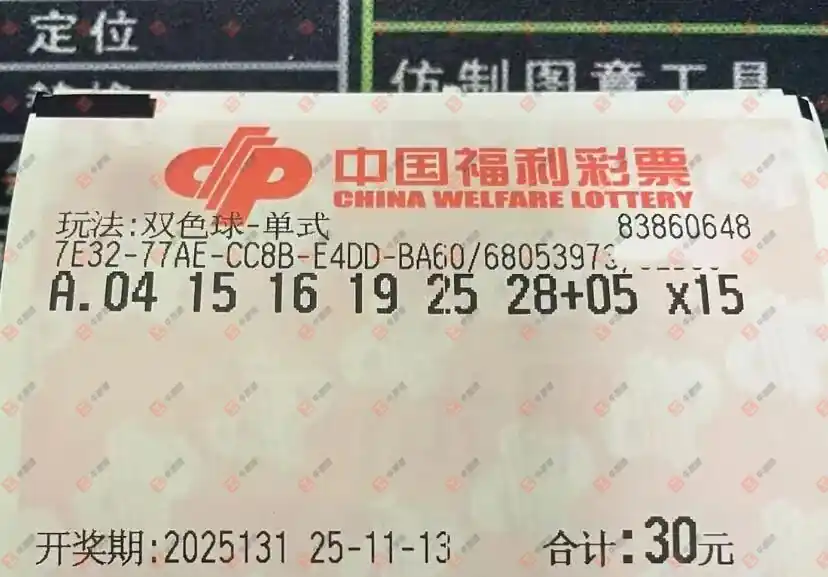 定位
仿制图章工具
中国福利彩票
CHINA WELFARE LOTTERY
玩法:双色球-单式 83860648
7E32-77AE-CC8B-E4DD-BA60/68053973/
A.04 15 16 19 25 28+05 x15
开奖期:2025131 25-11-13 合计:30元